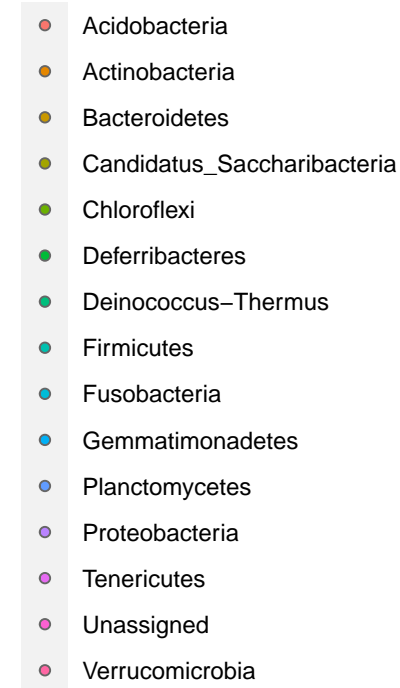 Acidobacteria
Actinobacteria
Bacteroidetes
Candidatus_Saccharibacteria
Chloroflexi
Deferribacteres
Deinococcus−Thermus
Firmicutes
Fusobacteria
Gemmatimonadetes
Planctomycetes
Proteobacteria
Tenericutes
Unassigned
Verrucomicrobia